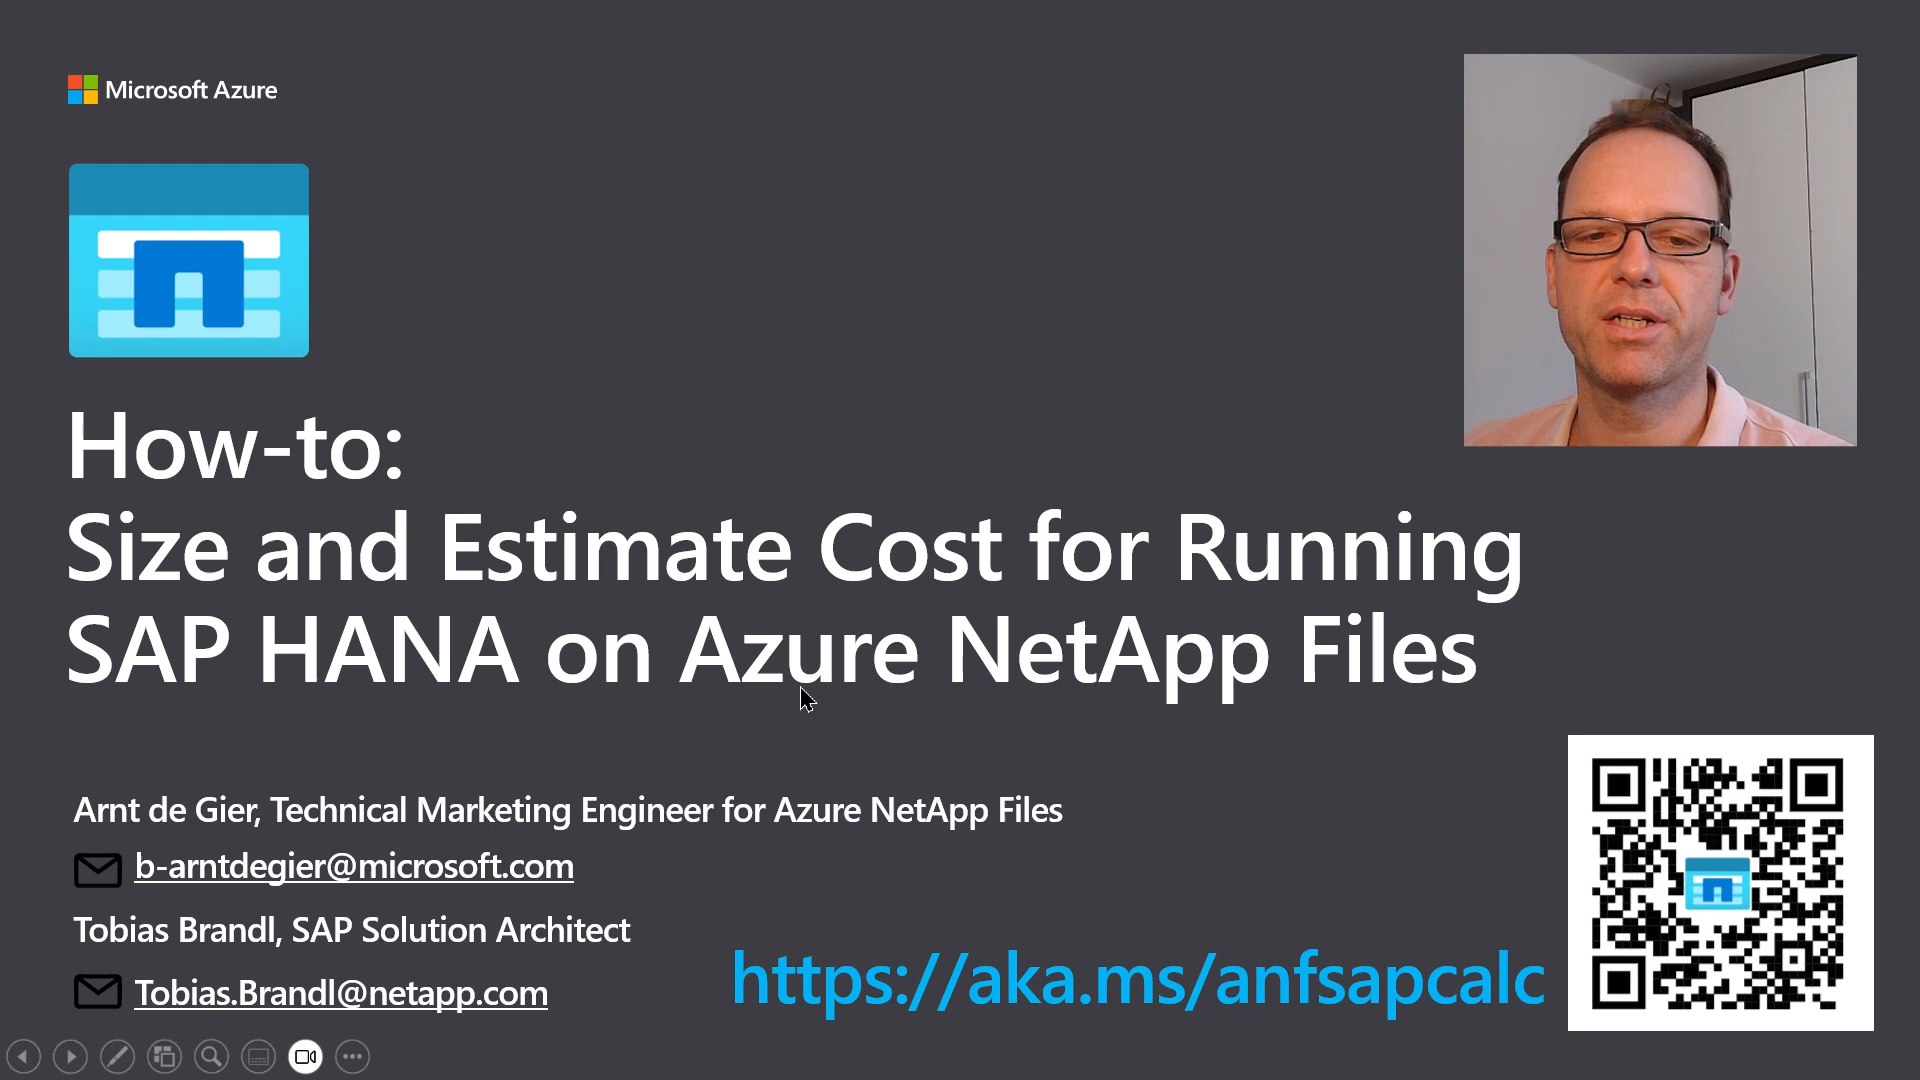 Microsoft Azure
How-to:
Size and Estimate Cost for Running
SAP HANA on Azure NetApp Files
Arnt de Gier, Technical Marketing Engineer for Azure NetApp Files
b-arntdegier@microsoft.com
Tobias Brandl, SAP Solution Architect
Tobias.Brandl@netapp.com
https://aka.ms/anfsapcalc